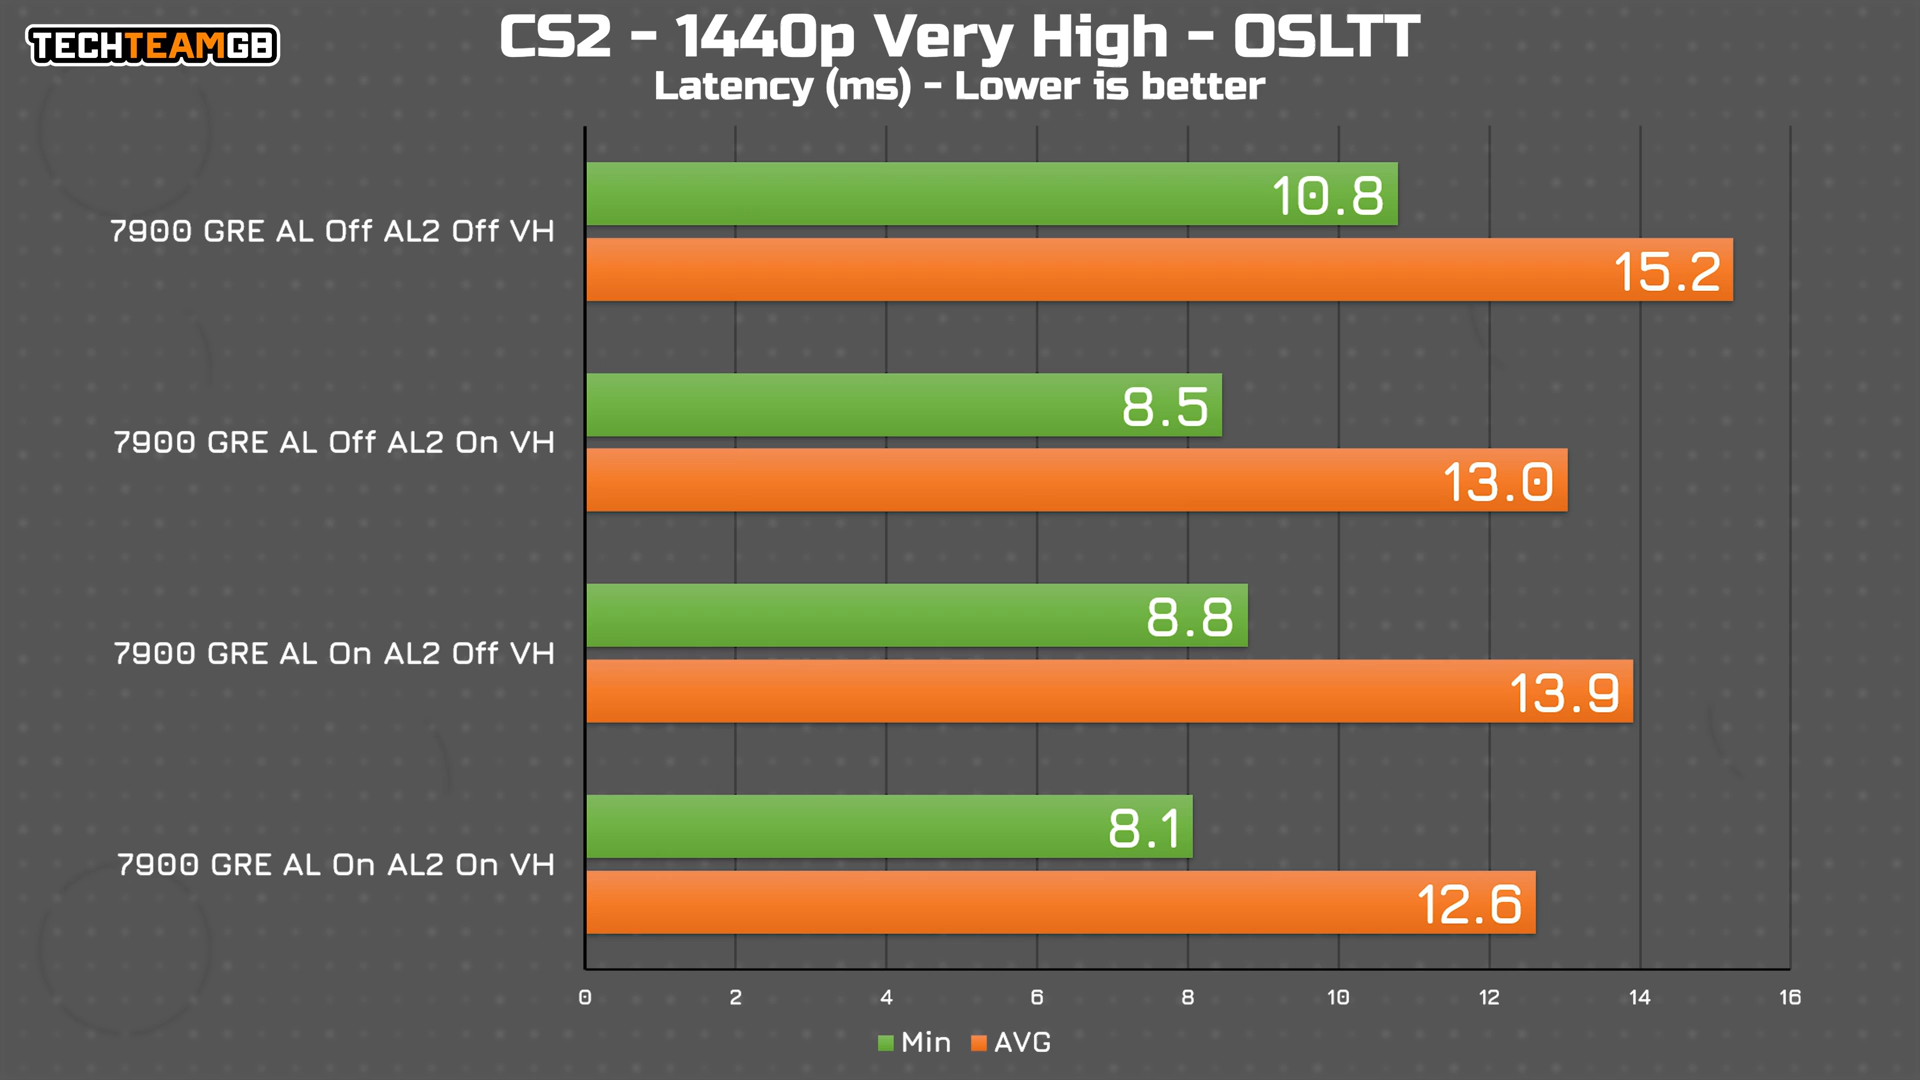 TECHTEAMGB
CS2 - 1440p Very High - OSLTT
Latency (ms) - Lower is better
7900 GRE AL Off AL2 Off VH
10.8
15.2
7900 GRE AL Off AL2 On VH
8.5
13.0
7900 GRE AL On AL2 Off VH
8.8
13.9
7900 GRE AL On AL2 On VH
8.1
12.6
0 2 4 6 8 10 12 14 16
Min AVG